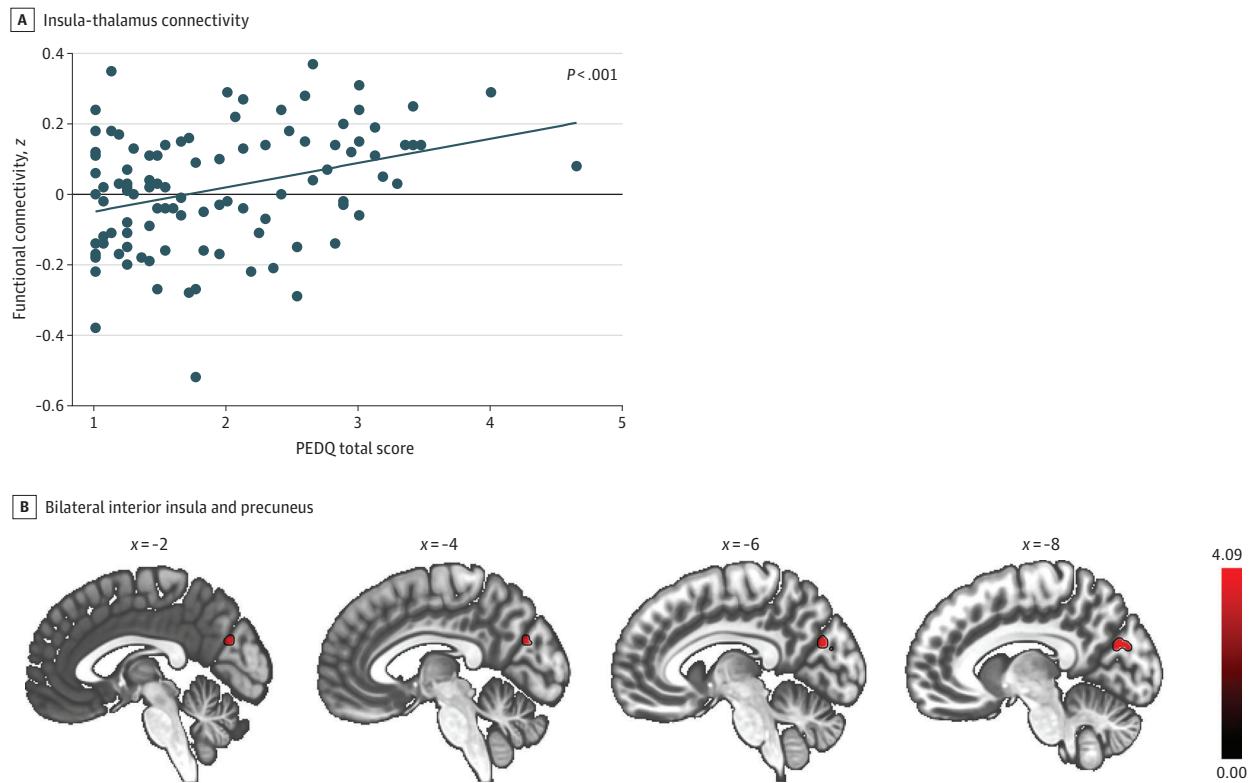 A Insula-thalamus connectivity
0.4
P < .001
0.2
0
-0.2
-0.4
-0.6
Functional connectivity, z
1 2 3 4 5
PEDQ total score
B Bilateral interior insula and precuneus
x = -2 x = -4 x = -6 x = -8
4.09
0.00